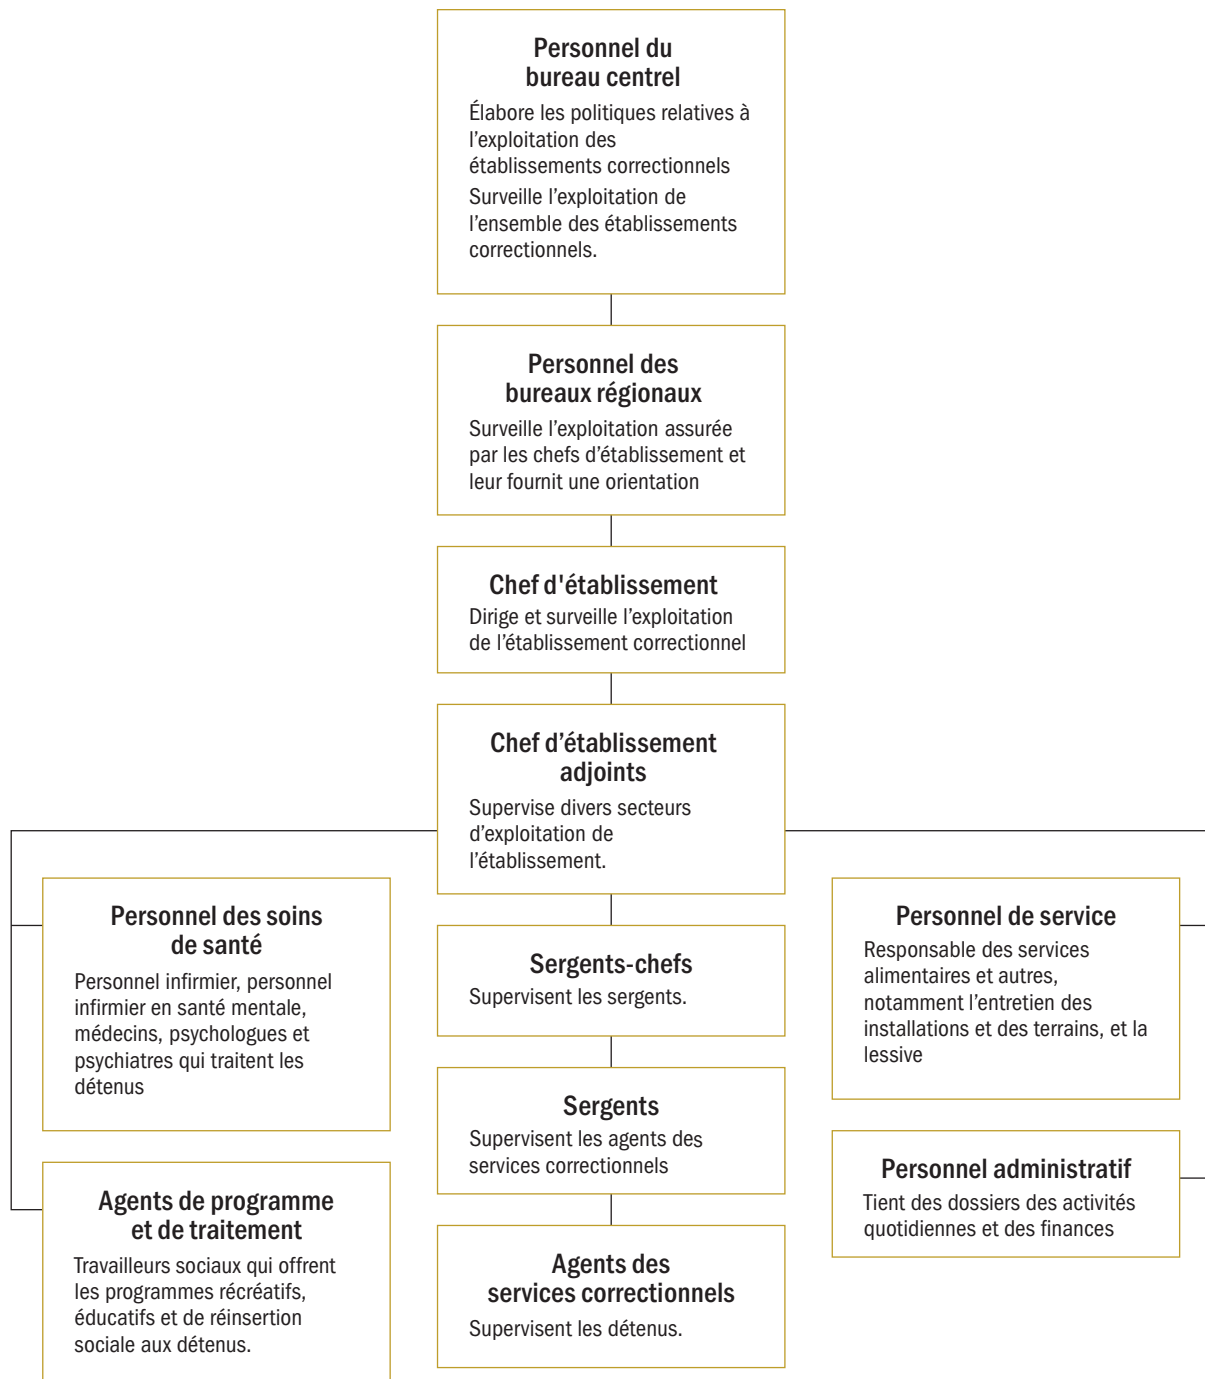 Personnel du
bureau centrel
Élabore les politiques relatives à
l’exploitation des
établissements correctionnels
Surveille l’exploitation de
l’ensemble des établissements
correctionnels.
Personnel des
bureaux régionaux
Surveille l’exploitation assurée
par les chefs d’établissement et
leur fournit une orientation
Chef d'établissement
Dirige et surveille l’exploitation
de l’établissement correctionnel
Chef d’établissement
adjoints
Supervise divers secteurs
d’exploitation de
l’établissement.
Personnel des soins
de santé
Personnel infirmier, personnel
infirmier en santé mentale,
médecins, psychologues et
psychiatres qui traitent les
détenus
Agents de programme
et de traitement
Travailleurs sociaux qui offrent
les programmes récréatifs,
éducatifs et de réinsertion
sociale aux détenus.
Sergents-chefs
Supervisent les sergents.
Sergents
Supervisent les agents des
services correctionnels
Agents des
services correctionnels
Supervisent les détenus.
Personnel de service
Responsable des services
alimentaires et autres,
notamment l’entretien des
installations et des terrains, et la
lessive
Personnel administratif
Tient des dossiers des activités
quotidiennes et des finances